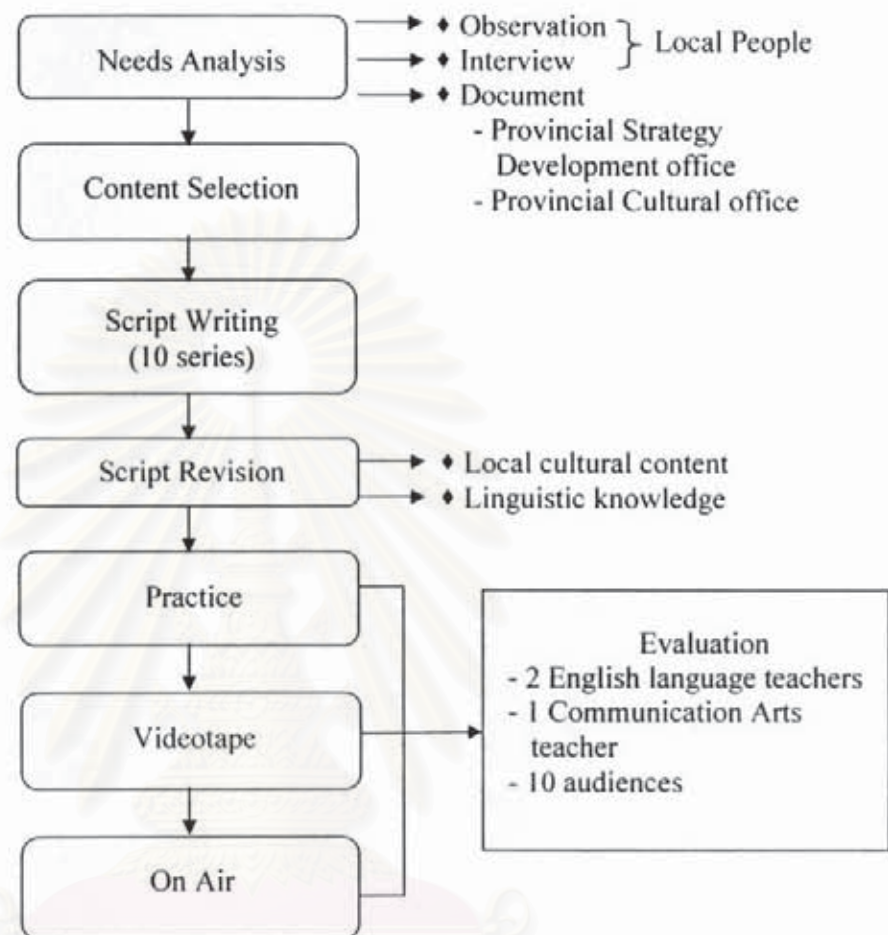 Needs Analysis
♦ Observation
♦ Interview
Local People
♦ Document
- Provincial Strategy
Development office
- Provincial Cultural office
Content Selection
Script Writing
(10 series)
Script Revision
♦ Local cultural content
♦ Linguistic knowledge
Practice
Videotape
On Air
Evaluation
- 2 English language teachers
- 1 Communication Arts
teacher
- 10 audiences